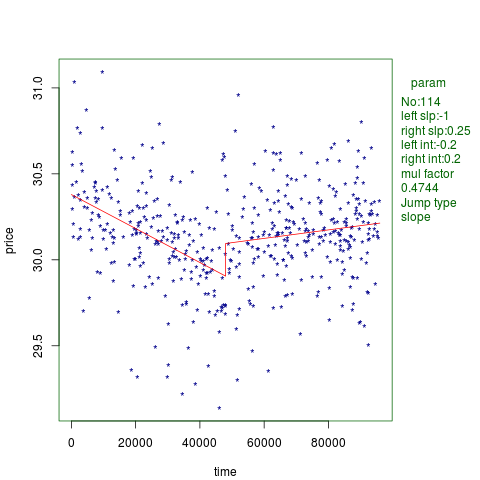 param
No:114
left slp:-1
right slp:0.25
left int:-0.2
right int:0.2
mul factor
0.4744
Jump type
slope
31.0
30.5
30.0
29.5
price
0 20000 40000 60000 80000
time